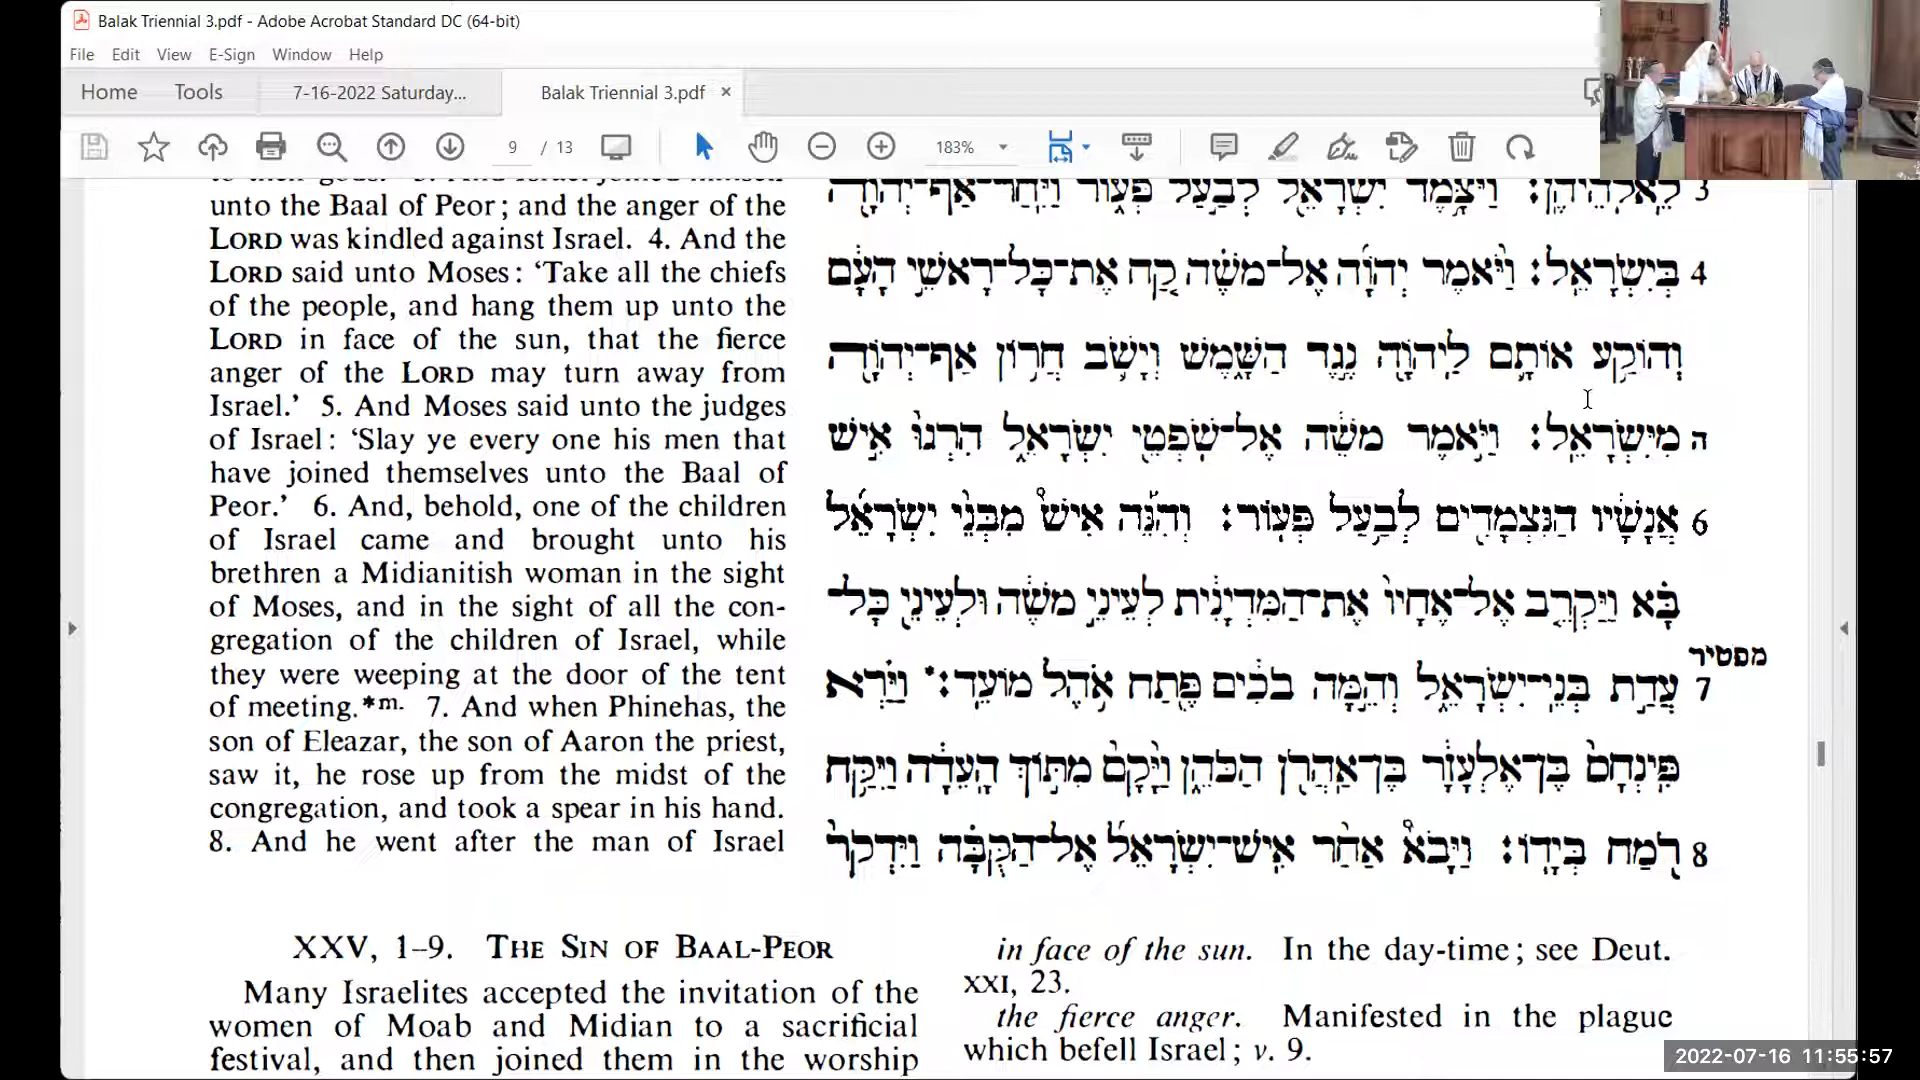 Balak Triennial 3.pdf - Adobe Acrobat Standard DC (64-bit)
File Edit View E-Sign Window Help
Home Tools 7-16-2022 Saturday... Balak Triennial 3.pdf ×
9 / 13 183%
to their gods. 3. And Israel joined himself
unto the Baal of Peor; and the anger of the
LORD was kindled against Israel. 4. And the
LORD said unto Moses: ‘Take all the chiefs
of the people, and hang them up unto the
LORD in face of the sun, that the fierce
anger of the LORD may turn away from
Israel.’ 5. And Moses said unto the judges
of Israel: ‘Slay ye every one his men that
have joined themselves unto the Baal of
Peor.’ 6. And, behold, one of the children
of Israel came and brought unto his
brethren a Midianitish woman in the sight
of Moses, and in the sight of all the con-
gregation of the children of Israel, while
they were weeping at the door of the tent
of meeting.*m. 7. And when Phinehas, the
son of Eleazar, the son of Aaron the priest,
saw it, he rose up from the midst of the
congregation, and took a spear in his hand.
8. And he went after the man of Israel
3 לֵאלֹֽהֵיהֶֽן׃ וַיִּצָּ֥מֶד יִשְׂרָאֵ֖ל לְבַ֣עַל פְּע֑וֹר וַיִּֽחַר־אַ֥ף יְהוָֹ֖ה
4 בְּיִשְׂרָאֵֽל׃ וַיֹּ֨אמֶר יְהוָֹ֜ה אֶל־מֹשֶׁ֗ה קַ֚ח אֶת־כָּל־רָאשֵׁ֣י הָעָ֔ם
וְהוֹקַ֥ע אוֹתָ֛ם לַֽיהוָֹ֖ה נֶ֣גֶד הַשָּׁ֑מֶשׁ וְיָשֹׁ֛ב חֲר֥וֹן אַף־יְהוָֹ֖ה
ה מִיִּשְׂרָאֵֽל׃ וַיֹּ֣אמֶר מֹשֶׁ֔ה אֶל־שֹֽׁפְטֵ֖י יִשְׂרָאֵ֑ל הִרְגוּ֙ אִ֣ישׁ
6 אֲנָשָׁ֔יו הַנִּצְמָדִ֖ים לְבַ֥עַל פְּעֽוֹר׃ וְהִנֵּ֡ה אִישׁ֩ מִבְּנֵ֨י יִשְׂרָאֵ֜ל
בָּ֗א וַיַּקְרֵ֤ב אֶל־אֶחָיו֙ אֶת־הַמִּדְיָנִ֔ית לְעֵינֵ֣י מֹשֶׁ֔ה וּלְעֵינֵ֖י כָּל־
מפטיר
7 עֲדַ֣ת בְּנֵֽי־יִשְׂרָאֵ֑ל וְהֵ֣מָּה בֹכִ֔ים פֶּ֖תַח אֹ֥הֶל מוֹעֵֽד׃* וַיַּ֗רְא
פִּֽינְחָס֙ בֶּן־אֶלְעָזָ֔ר בֶּֽן־אַהֲרֹ֖ן הַכֹּהֵ֑ן וַיָּ֙קָם֙ מִתּ֣וֹךְ הָֽעֵדָ֔ה וַיִּקַּ֥ח
8 רֹ֖מַח בְּיָדֽוֹ׃ וַיָּבֹ֠א אַחַ֨ר אִֽישׁ־יִשְׂרָאֵ֜ל אֶל־הַקֻּבָּ֗ה וַיִּדְקֹר֙
XXV, 1–9. THE SIN OF BAAL-PEOR
Many Israelites accepted the invitation of the
women of Moab and Midian to a sacrificial
festival, and then joined them in the worship
in face of the sun. In the day-time; see Deut.
XXI, 23.
the fierce anger. Manifested in the plague
which befell Israel; v. 9.
2022-07-16 11:55:57